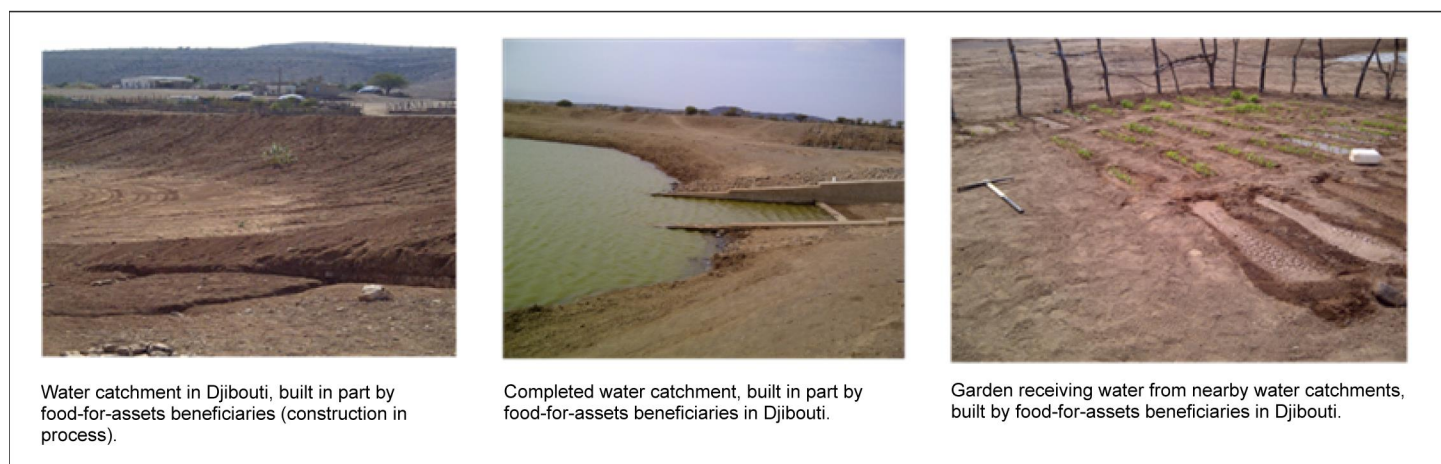 Water catchment in Djibouti, built in part by
food-for-assets beneficiaries (construction in
process).
Completed water catchment, built in part by
food-for-assets beneficiaries in Djibouti.
Garden receiving water from nearby water catchments,
built by food-for-assets beneficiaries in Djibouti.